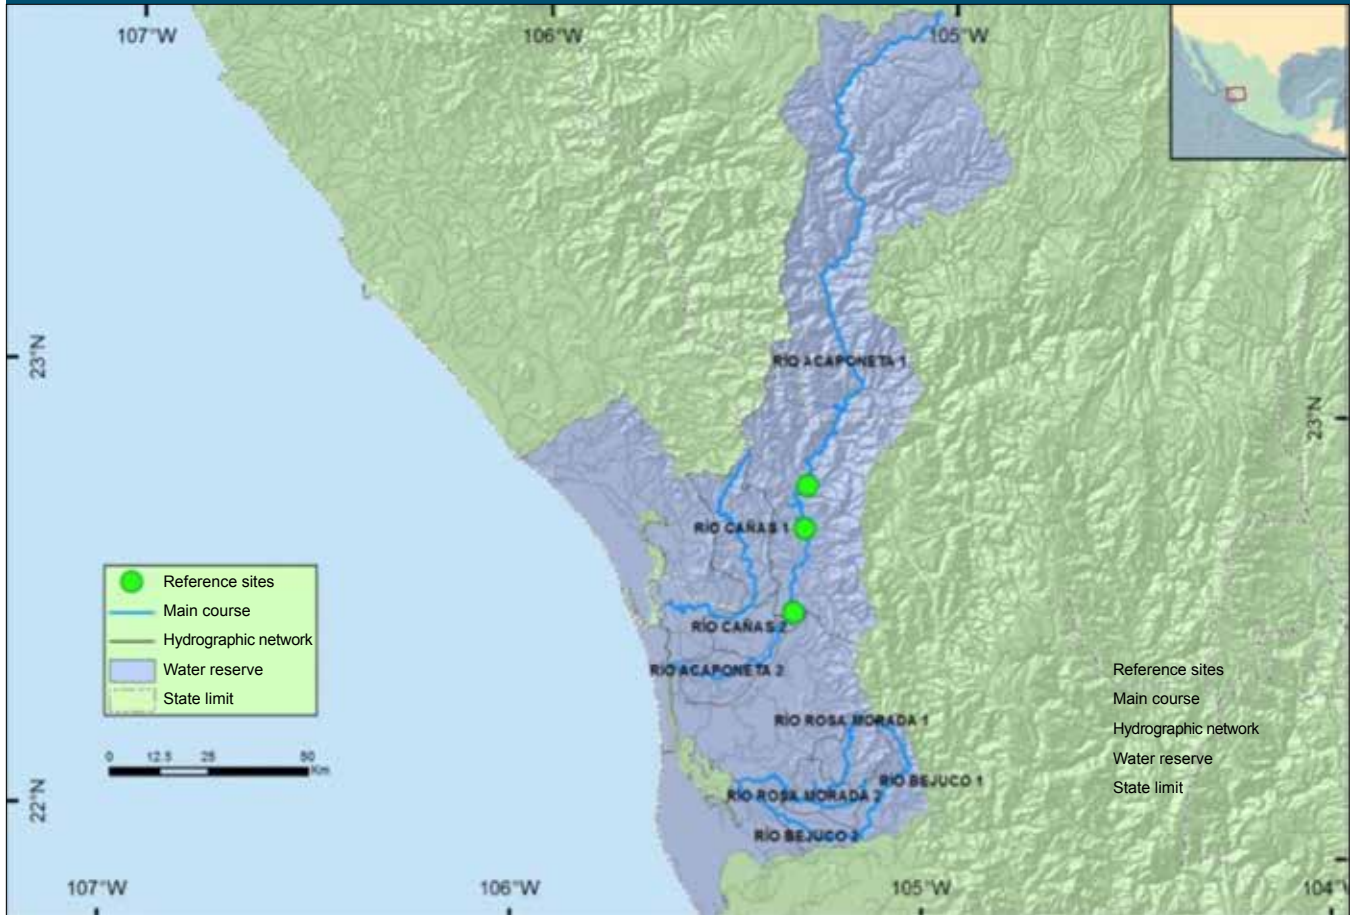 107°W 106°W 105°W
23°N
RÍO ACAPONETA 1
23°N
RÍO CAÑAS 1
Reference sites
Main course
Hydrographic network
Water reserve
State limit
RÍO CAÑAS 2
RÍO ACAPONETA 2
Reference sites
Main course
Hydrographic network
Water reserve
State limit
RÍO ROSA MORADA 1
0 12.5 25 50
Km
RÍO BEJUCO 1
RÍO ROSA MORADA 2
22°N
RÍO BEJUCO 2
107°W 106°W 105°W 104°